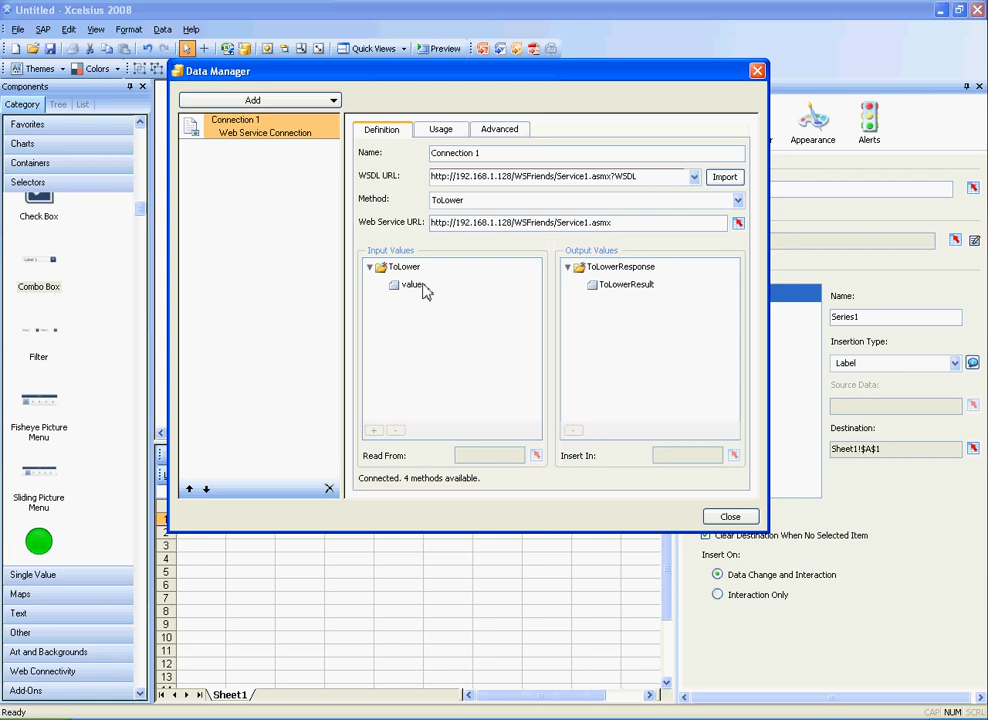 Untitled - Xcelsius 2008
File SAP Edit View Format Data Help
Quick Views Preview
Themes Colors
Components
Category Tree List
Favorites
Charts
Containers
Selectors
Check Box
Label 1
Combo Box
Filter
Fisheye Picture
Menu
Sliding Picture
Menu
Single Value
Maps
Text
Other
Art and Backgrounds
Web Connectivity
Add-Ons
Ready
Data Manager
Add
Connection 1
Web Service Connection
Definition Usage Advanced
Name: Connection 1
WSDL URL: http://192.168.1.128/WSFriends/Service1.asmx?WSDL Import
Method: ToLower
Web Service URL: http://192.168.1.128/WSFriends/Service1.asmx
Input Values
ToLower
value
+ -
Read From:
Output Values
ToLowerResponse
ToLowerResult
-
Insert In:
Connected. 4 methods available.
Close
1
2
3
4
5
6
7
8
9
10
11
12
13
Sheet1
Appearance Alerts
Name:
Series1
Insertion Type:
Label
Source Data:
Destination:
Sheet1!$A$1
Clear Destination When No Selected Item
Insert On:
Data Change and Interaction
Interaction Only
CAP NUM SCRL